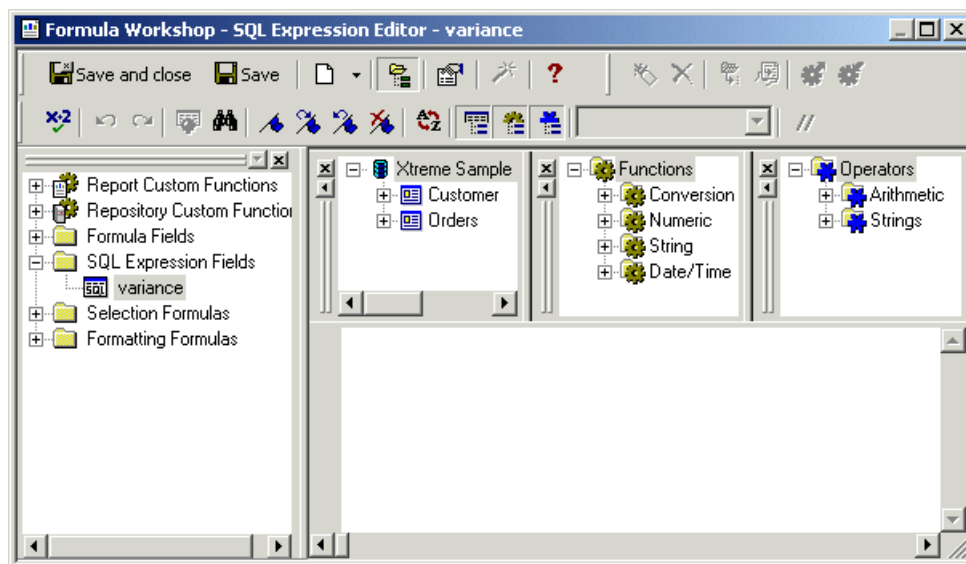 Formula Workshop - SQL Expression Editor - variance
Save and close Save
Report Custom Functions
Repository Custom Function
Formula Fields
SQL Expression Fields
SQL variance
Selection Formulas
Formatting Formulas
Xtreme Sample
Customer
Orders
Functions
Conversion
Numeric
String
Date/Time
Operators
Arithmetic
Strings